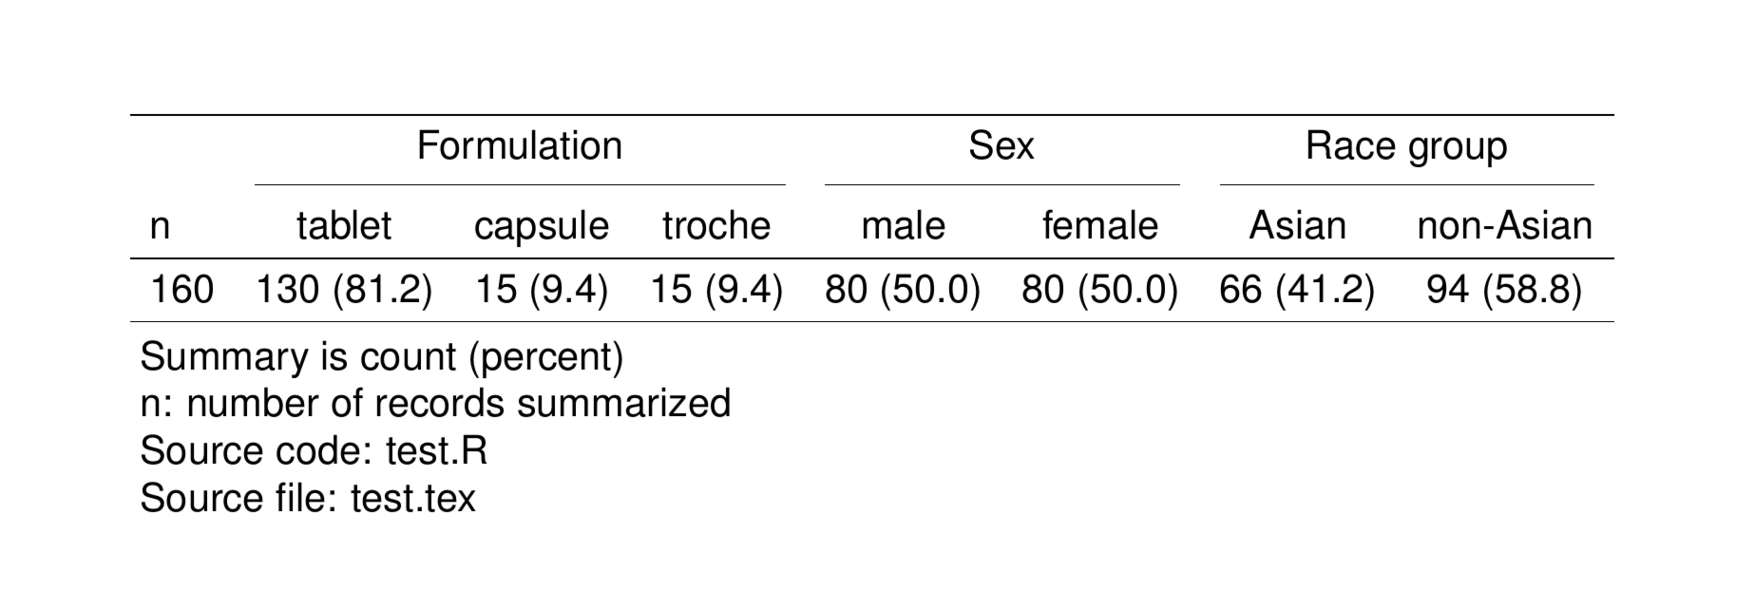 Formulation Sex Race group
n tablet capsule troche male female Asian non-Asian
160 130 (81.2) 15 (9.4) 15 (9.4) 80 (50.0) 80 (50.0) 66 (41.2) 94 (58.8)
Summary is count (percent)
n: number of records summarized
Source code: test.R
Source file: test.tex